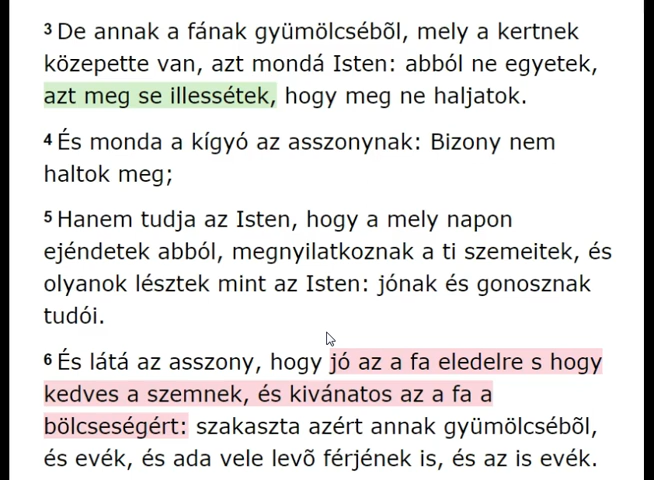 3 De annak a fának gyümölcsébõl, mely a kertnek
közepette van, azt mondá Isten: abból ne egyetek,
azt meg se illessétek, hogy meg ne haljatok.
4 És monda a kígyó az asszonynak: Bizony nem
haltok meg;
5 Hanem tudja az Isten, hogy a mely napon
ejéndetek abból, megnyilatkoznak a ti szemeitek, és
olyanok lésztek mint az Isten: jónak és gonosznak
tudói.
6 És látá az asszony, hogy jó az a fa eledelre s hogy
kedves a szemnek, és kivánatos az a fa a
bölcseségért: szakaszta azért annak gyümölcsébõl,
és evék, és ada vele levõ férjének is, és az is evék.